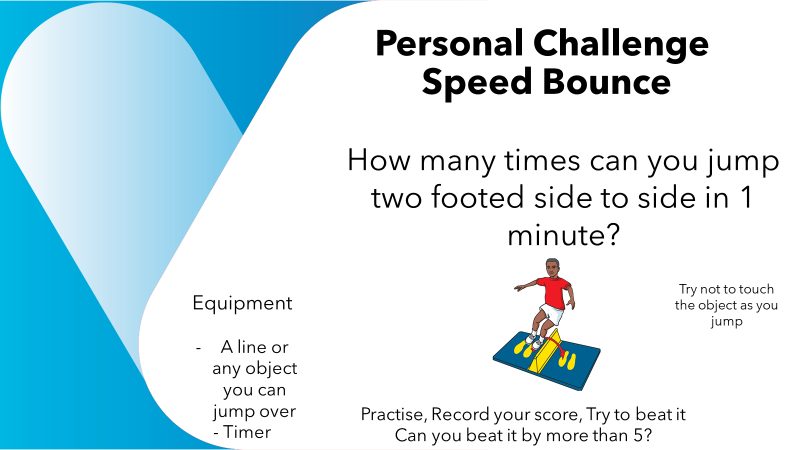 Personal Challenge
Speed Bounce
How many times can you jump
two footed side to side in 1
minute?
Try not to touch
the object as you
jump
Equipment
- A line or
any object
you can
jump over
- Timer
Practise, Record your score, Try to beat it
Can you beat it by more than 5?